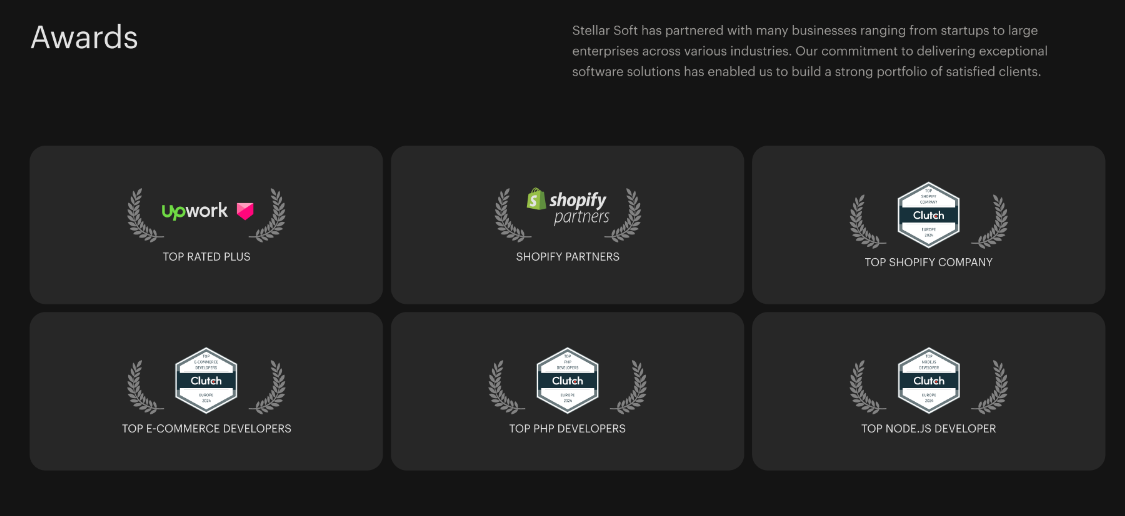 Awards
Stellar Soft has partnered with many businesses ranging from startups to large
enterprises across various industries. Our commitment to delivering exceptional
software solutions has enabled us to build a strong portfolio of satisfied clients.
upwork
TOP RATED PLUS
shopify
partners
SHOPIFY PARTNERS
TOP
SHOPIFY
COMPANY
Clutch
EUROPE
TOP SHOPIFY COMPANY
TOP
E-COMMERCE
DEVELOPERS
Clutch
EUROPE
2024
TOP E-COMMERCE DEVELOPERS
TOP
PHP
DEVELOPERS
Clutch
EUROPE
2024
TOP PHP DEVELOPERS
TOP
NODE.JS
DEVELOPER
Clutch
EUROPE
2024
TOP NODE.JS DEVELOPER